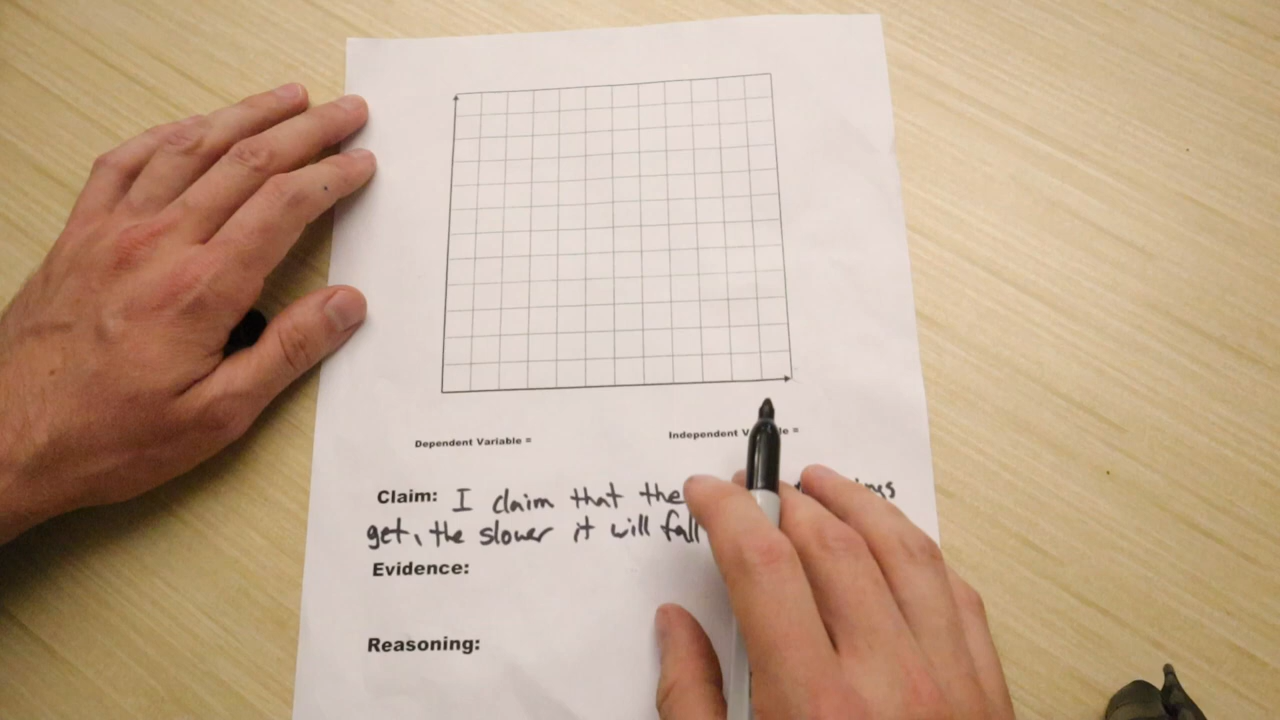 Dependent Variable =
Independent =
Claim: I claim that the
get, the slower it will fall
Evidence:
Reasoning: